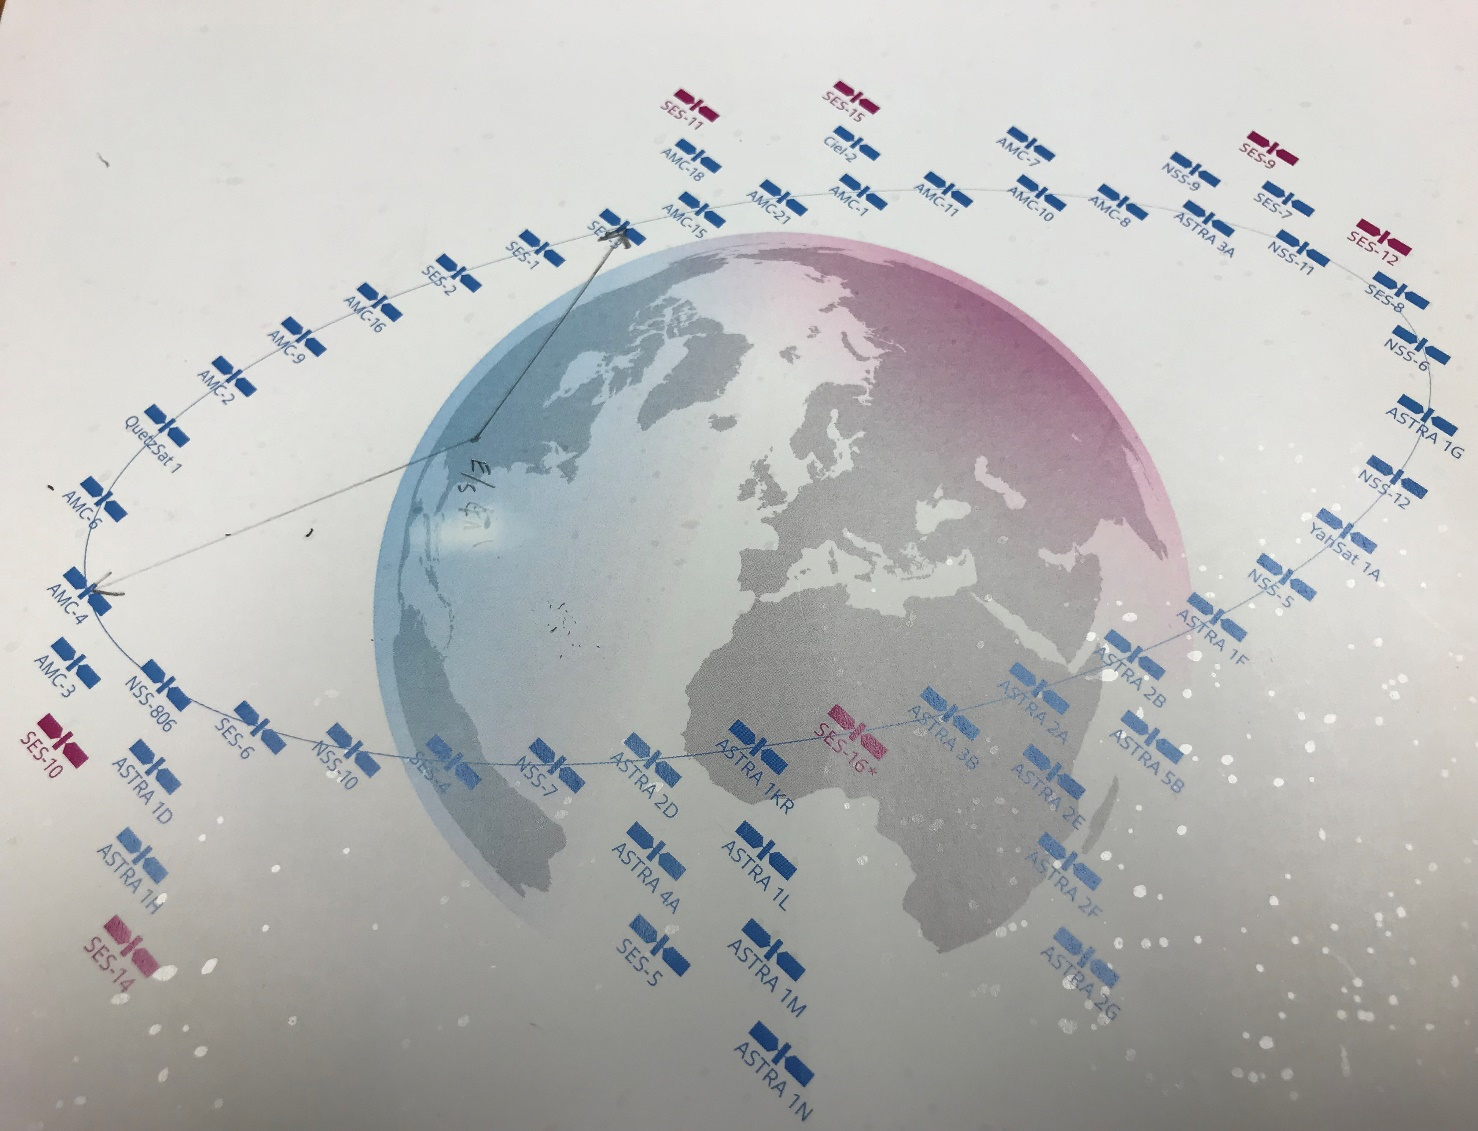 SES-11
SES-15
AMC-18
Ciel-2
AMC-7
NSS-9
SES-9
SES-7
AMC-15
AMC-21
AMC-1
AMC-11
AMC-10
AMC-8
ASTRA 3A
NSS-11
SES-12
SES-8
NSS-6
SES-1
SES-2
AMC-16
AMC-9
AMC-2
QuetzSat 1
AMC-6
AMC-4
AMC-3
SES-10
ASTRA 1G
NSS-12
YahSat 1A
NSS-5
ASTRA 1F
ASTRA 2B
ASTRA 2A
ASTRA 3B
SES-16*
ASTRA 1KR
ASTRA 2D
NSS-7
SES-4
NSS-10
SES-6
NSS-806
ASTRA 1D
ASTRA 1H
SES-14
ASTRA 4A
SES-5
ASTRA 1L
ASTRA 1M
ASTRA 1N
ASTRA 5B
ASTRA 2E
ASTRA 2F
ASTRA 2G
E/S